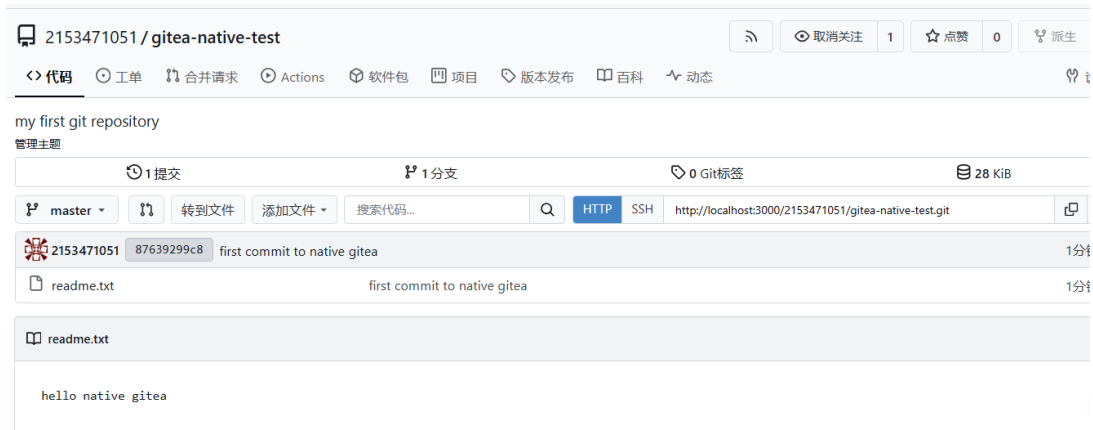 2153471051 / gitea-native-test 取消关注 1 点赞 0 派生
代码 工单 合并请求 Actions 软件包 项目 版本发布 百科 动态
my first git repository
管理主题
1 提交 1 分支 0 Git标签 28 KiB
master 转到文件 添加文件 搜索代码... HTTP SSH http://localhost:3000/2153471051/gitea-native-test.git
2153471051 87639299c8 first commit to native gitea
readme.txt first commit to native gitea
readme.txt
hello native gitea